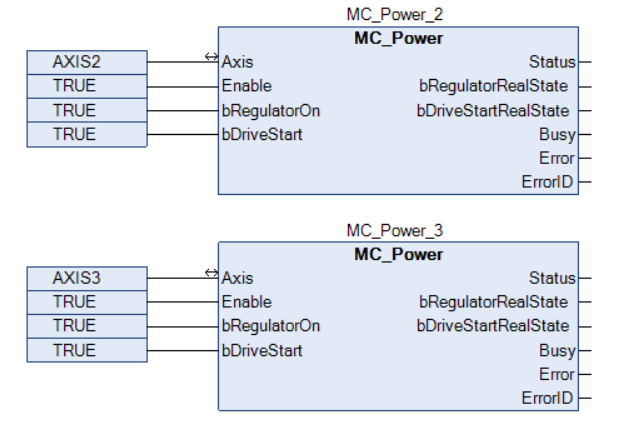 MC_Power_2
MC_Power
AXIS2 Axis Status
TRUE Enable bRegulatorRealState
TRUE bRegulatorOn bDriveStartRealState
TRUE bDriveStart Busy
Error
ErrorID
MC_Power_3
MC_Power
AXIS3 Axis Status
TRUE Enable bRegulatorRealState
TRUE bRegulatorOn bDriveStartRealState
TRUE bDriveStart Busy
Error
ErrorID